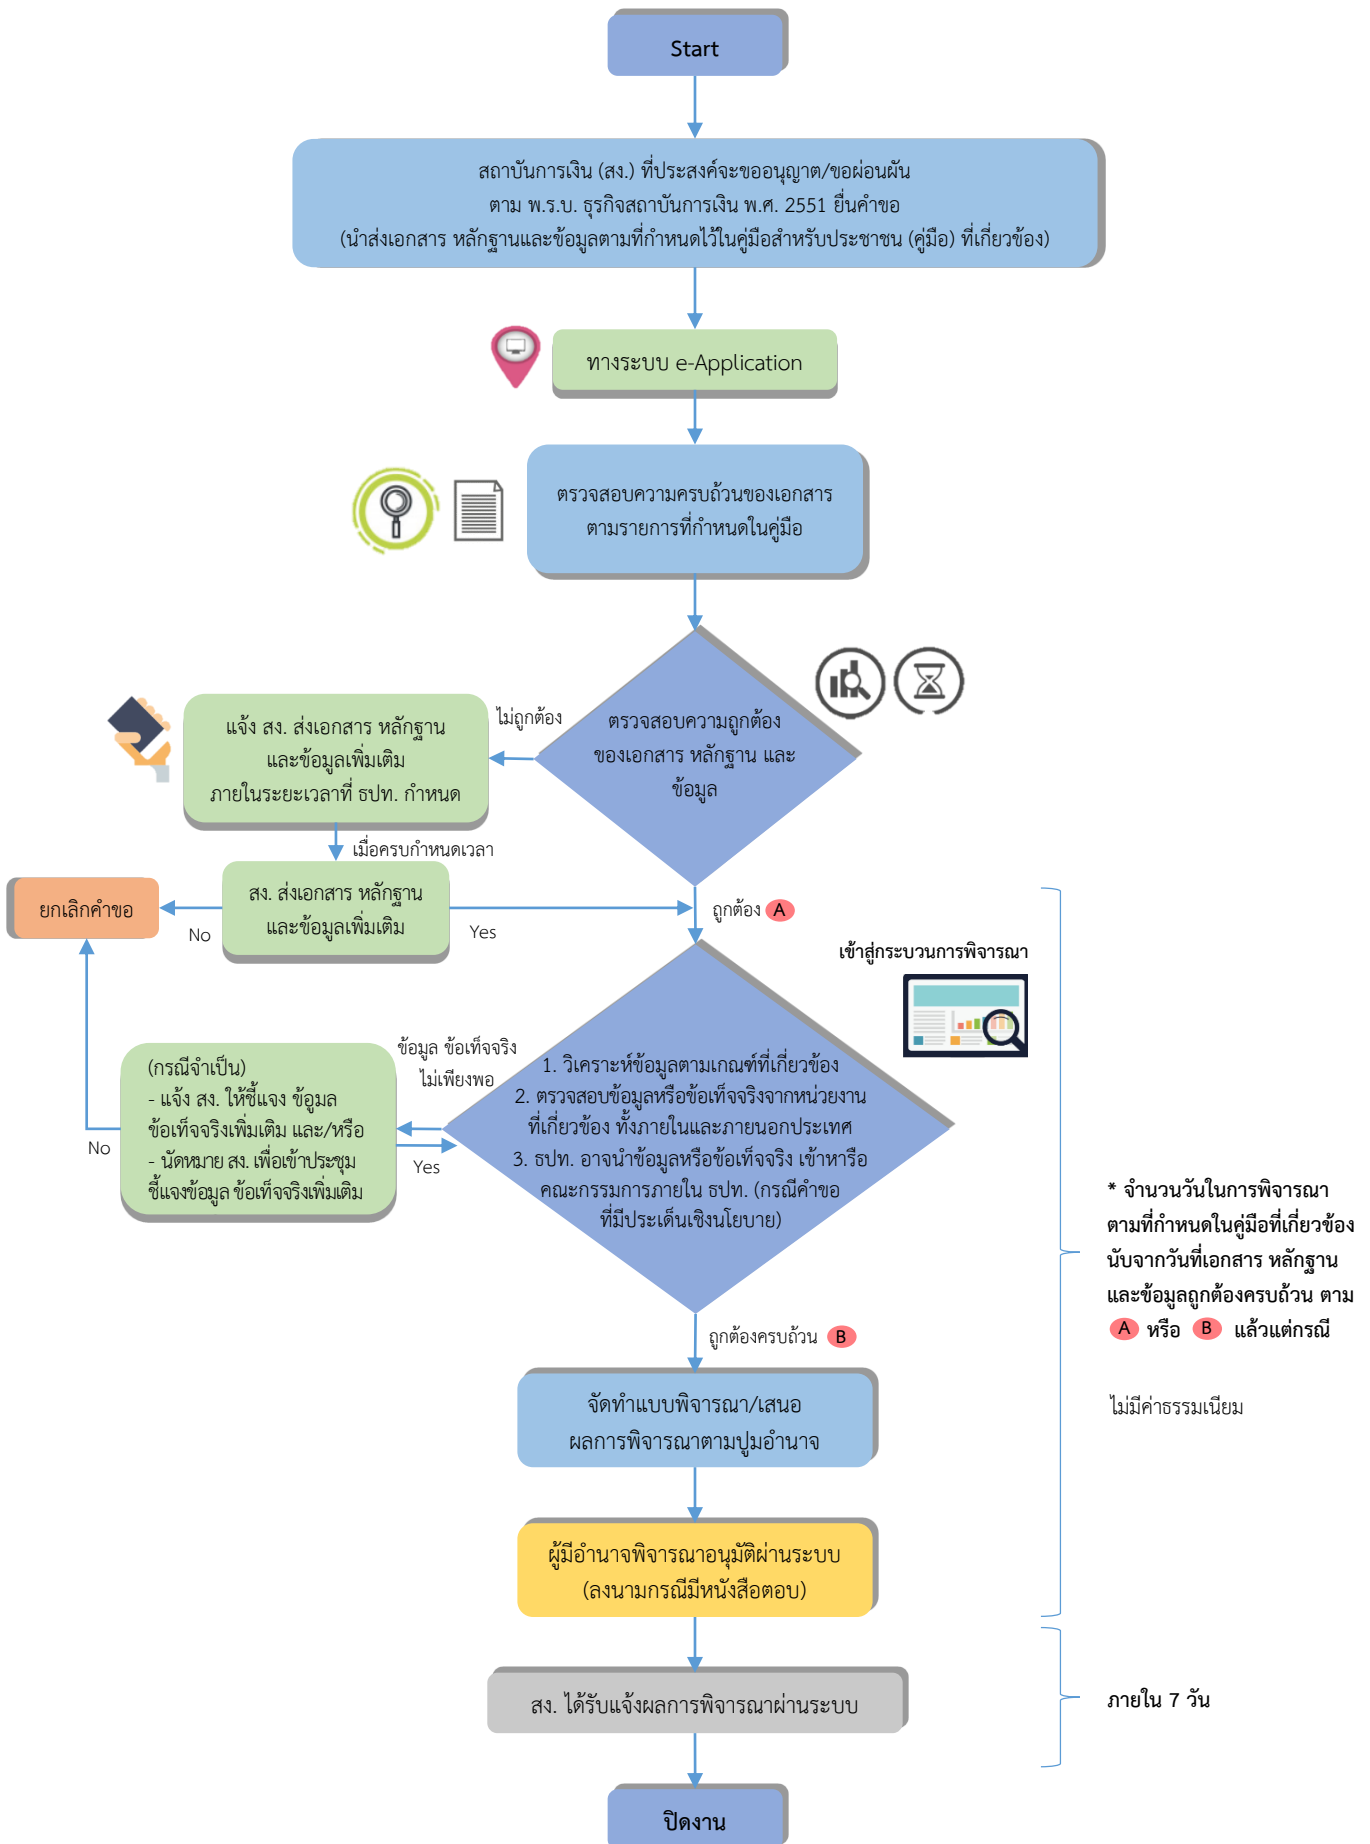 Start
สถาบันการเงิน (สง.) ที่ประสงค์จะขออนุญาต/ขอผ่อนผัน
ตาม พ.ร.บ. ธุรกิจสถาบันการเงิน พ.ศ. 2551 ยื่นคำขอ
(นำส่งเอกสาร หลักฐานและข้อมูลตามที่กำหนดไว้ในคู่มือสำหรับประชาชน (คู่มือ) ที่เกี่ยวข้อง)
ทางระบบ e-Application
ตรวจสอบความครบถ้วนของเอกสาร
ตามรายการที่กำหนดในคู่มือ
ตรวจสอบความถูกต้อง
ของเอกสาร หลักฐาน และ
ข้อมูล
ไม่ถูกต้อง
แจ้ง สง. ส่งเอกสาร หลักฐาน
และข้อมูลเพิ่มเติม
ภายในระยะเวลาที่ ธปท. กำหนด
เมื่อครบกำหนดเวลา
สง. ส่งเอกสาร หลักฐาน
และข้อมูลเพิ่มเติม
ยกเลิกคำขอ
No
Yes
ถูกต้อง A
เข้าสู่กระบวนการพิจารณา
ข้อมูล ข้อเท็จจริง
ไม่เพียงพอ
1. วิเคราะห์ข้อมูลตามเกณฑ์ที่เกี่ยวข้อง
2. ตรวจสอบข้อมูลหรือข้อเท็จจริงจากหน่วยงาน
ที่เกี่ยวข้อง ทั้งภายในและภายนอกประเทศ
3. ธปท. อาจนำข้อมูลหรือข้อเท็จจริง เข้าหารือ
คณะกรรมการภายใน ธปท. (กรณีคำขอ
ที่มีประเด็นเชิงนโยบาย)
(กรณีจำเป็น)
- แจ้ง สง. ให้ชี้แจง ข้อูมล
ข้อเท็จจริงเพิ่มเติม และ/หรือ
- นัดหมาย สง. เพื่อเข้าประชุม
ชี้แจงข้อมูล ข้อเท็จจริงเพิ่มเติม
No
Yes
* จำนวนวันในการพิจารณา
ตามที่กำหนดในคู่มือที่เกี่ยวข้อง
นับจากวันที่เอกสาร หลักฐาน
และข้อมูลถูกต้องครบถ้วน ตาม
A หรือ B แล้วแต่กรณี
ไม่มีค่าธรรมเนียม
ถูกต้องครบถ้วน B
จัดทำแบบพิจารณา/เสนอ
ผลการพิจารณาตามปูมอำนาจ
ผู้มีอำนาจพิจารณาอนุมัติผ่านระบบ
(ลงนามกรณีมีหนังสือตอบ)
สง. ได้รับแจ้งผลการพิจารณาผ่านระบบ
ภายใน 7 วัน
ปิดงาน